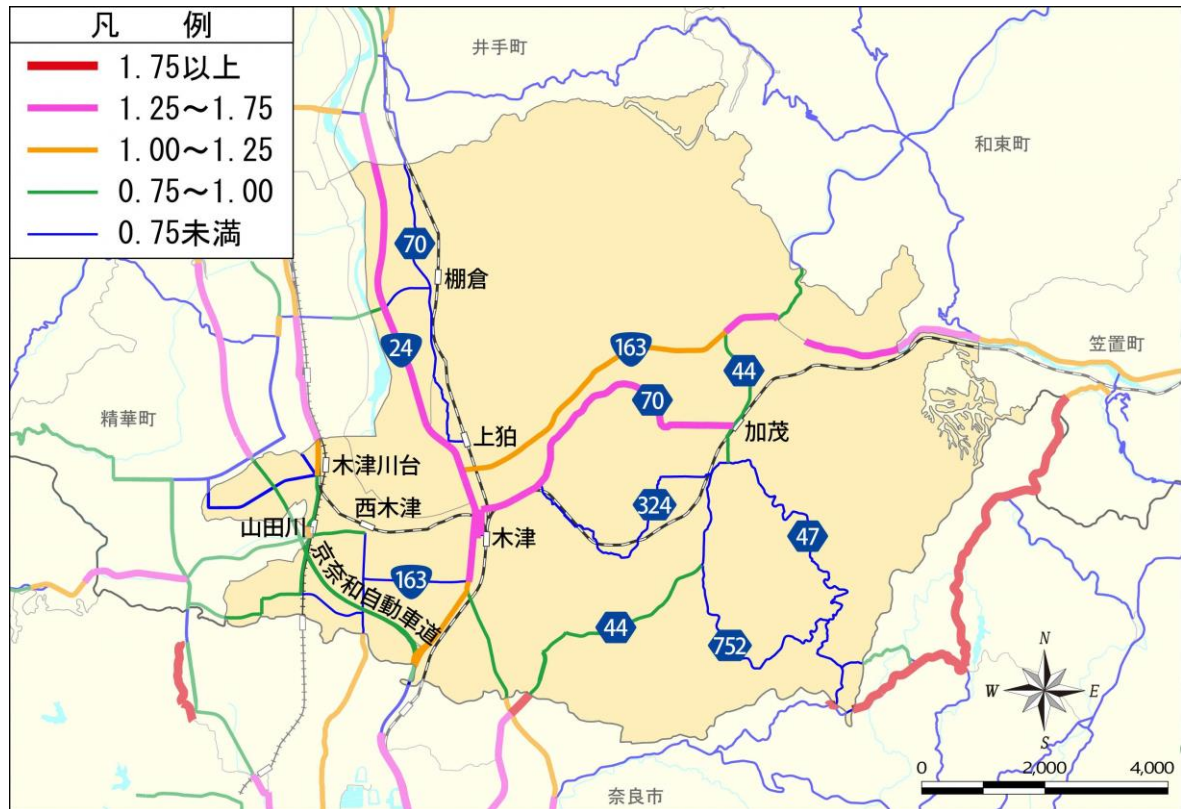 凡 例
1.75以上
1.25～1.75
1.00～1.25
0.75～1.00
0.75未満
井手町
和束町
笠置町
精華町
奈良市
70
棚倉
24
163
44
70
加茂
上狛
木津川台
西木津
山田川
木津
324
47
京奈和自動車道
163
44
752
N
W E
S
0 2,000 4,000